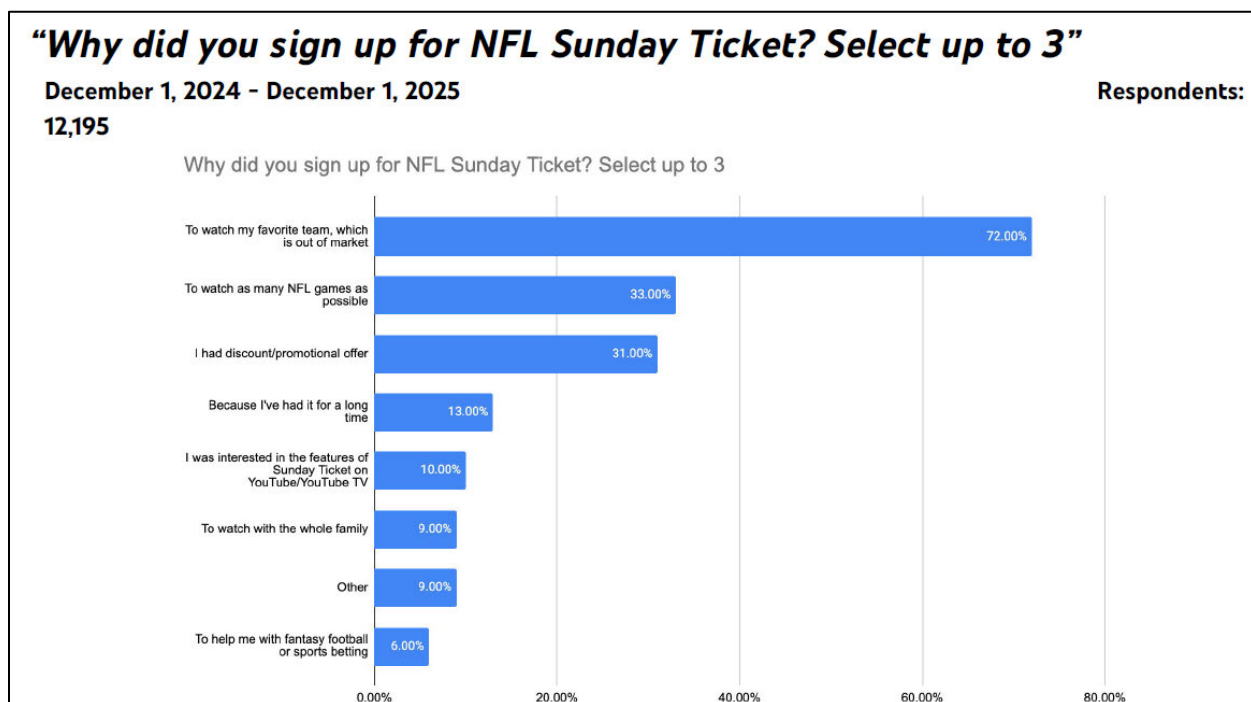 “Why did you sign up for NFL Sunday Ticket? Select up to 3”
December 1, 2024 - December 1, 2025 Respondents:
12,195
Why did you sign up for NFL Sunday Ticket? Select up to 3
To watch my favorite team, which
is out of market
72.00%
To watch as many NFL games as
possible
33.00%
I had discount/promotional offer
31.00%
Because I've had it for a long
time
13.00%
I was interested in the features of
Sunday Ticket on
YouTube/YouTube TV
10.00%
To watch with the whole family
9.00%
Other
9.00%
To help me with fantasy football
or sports betting
6.00%
0.00% 20.00% 40.00% 60.00% 80.00%